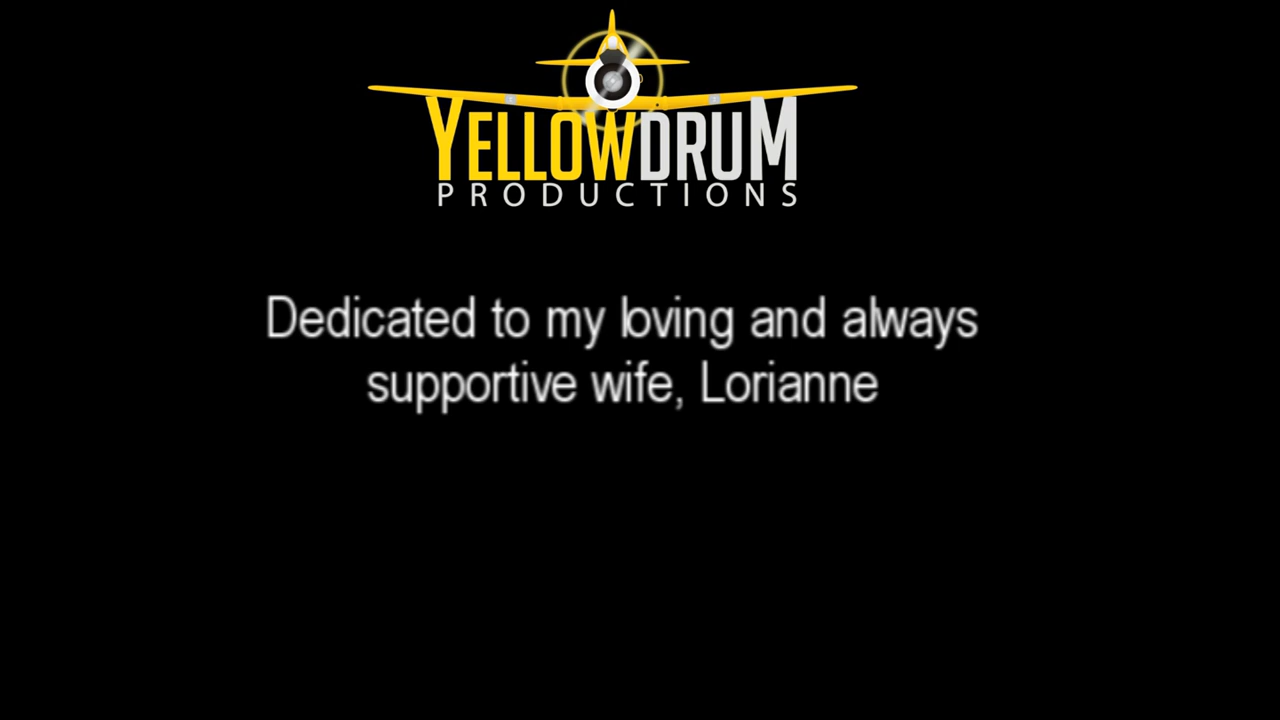 YELLOWDRUM
PRODUCTIONS
Dedicated to my loving and always
supportive wife, Lorianne